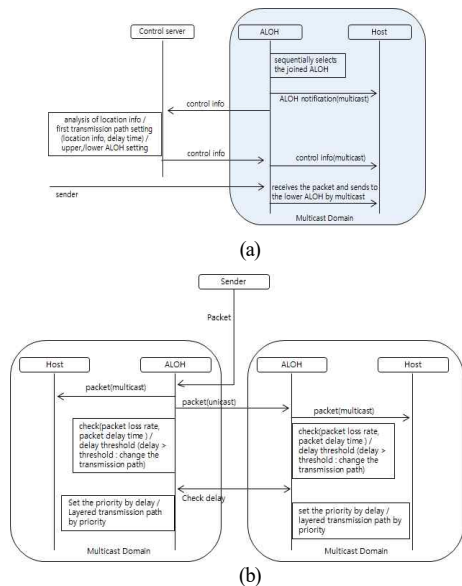 Control server
ALOH
Host
sequentially selects
the joined ALOH
ALOH notification(multicast)
control info
analysis of location info /
first transmission path setting
(location info, delay time) /
upper/lower ALOH setting
control info
control info(multicast)
sender
receives the packet and sends to
the lower ALOH by multicast
Multicast Domain
(a)
Sender
Packet
Host
ALOH
ALOH
Host
packet(multicast)
packet(unicast)
packet(multicast)
check(packet loss rate,
packet delay time ) /
delay threshold (delay >
threshold : change the
transmission path)
check(packet loss rate,
packet delay time ) /
delay threshold (delay >
threshold : change the
transmission path)
Check delay
Set the priority by delay /
Layered transmission path
by priority
set the priority by delay /
layered transmission path by
priority
Multicast Domain
Multicast Domain
(b)